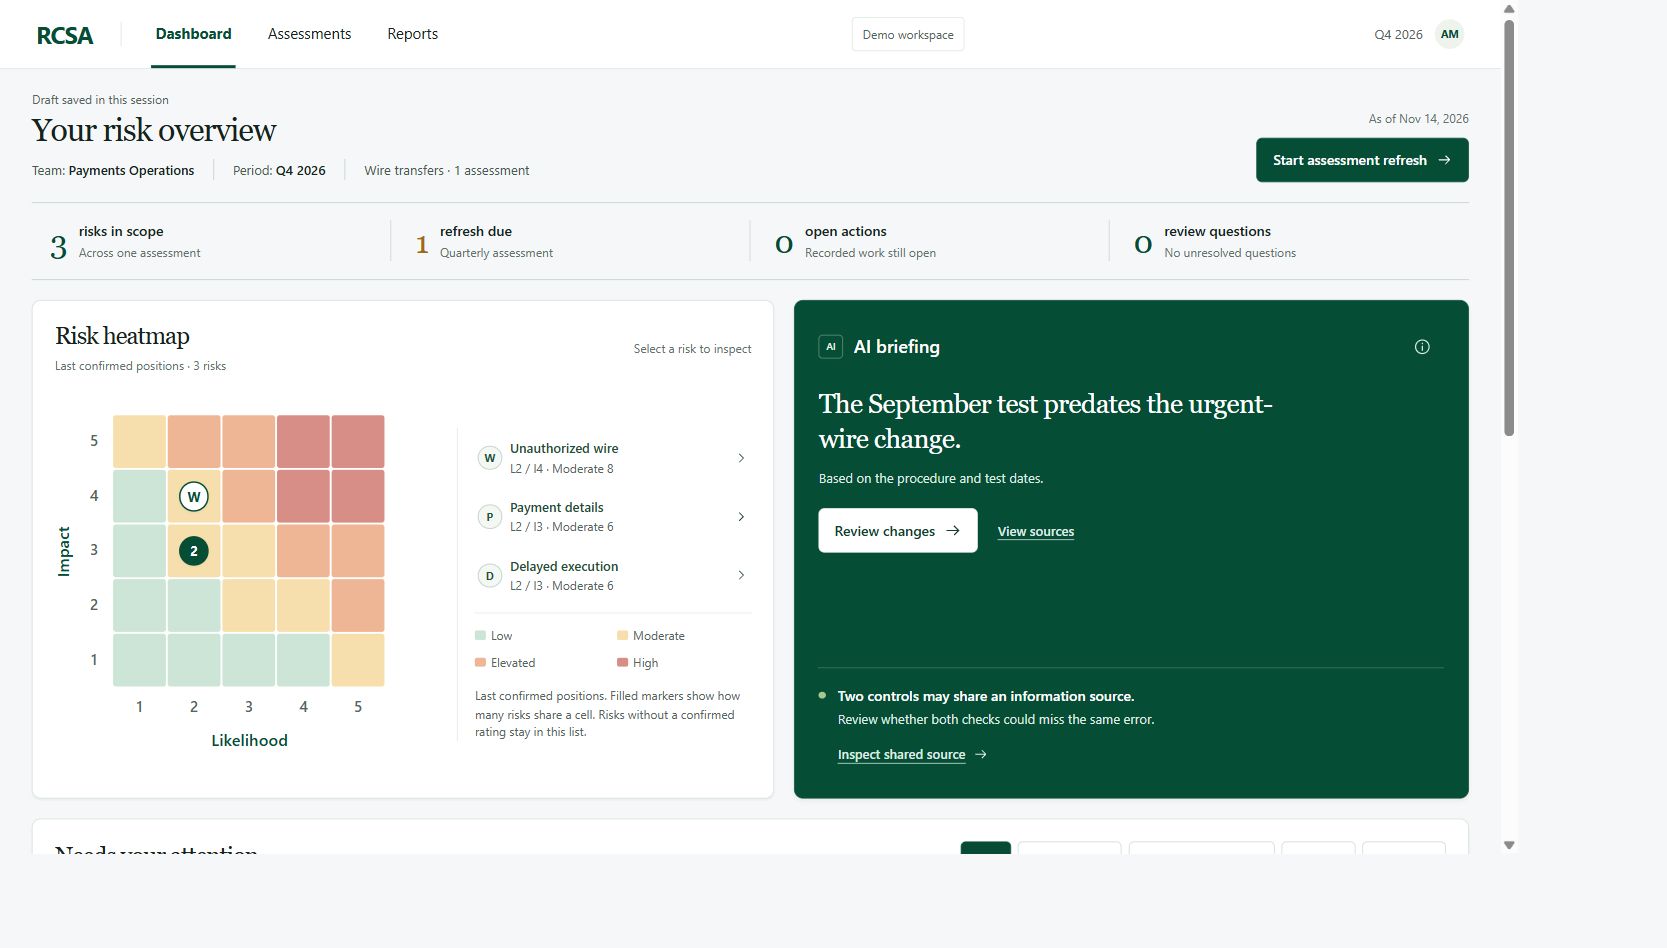 RCSA
Dashboard
Assessments
Reports
Demo workspace
Q4 2026
AM
Draft saved in this session
Your risk overview
Team: Payments Operations
Period: Q4 2026
Wire transfers · 1 assessment
As of Nov 14, 2026
Start assessment refresh →
3
risks in scope
Across one assessment
1
refresh due
Quarterly assessment
0
open actions
Recorded work still open
0
review questions
No unresolved questions
Risk heatmap
Last confirmed positions · 3 risks
Select a risk to inspect
Impact
5
4
3
2
1
W
2
1
2
3
4
5
Likelihood
W
Unauthorized wire
L2 / I4 · Moderate 8
P
Payment details
L2 / I3 · Moderate 6
D
Delayed execution
L2 / I3 · Moderate 6
Low
Moderate
Elevated
High
Last confirmed positions. Filled markers show how
many risks share a cell. Risks without a confirmed
rating stay in this list.
AI
AI briefing
The September test predates the urgent-
wire change.
Based on the procedure and test dates.
Review changes →
View sources
Two controls may share an information source.
Review whether both checks could miss the same error.
Inspect shared source →
Needs your attention